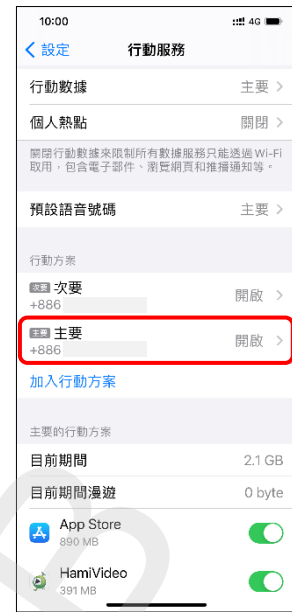 10:00
4G
設定
行動服務
行動數據 主要
個人熱點 關閉
關閉行動數據來限制所有數據服務只能透過 Wi-Fi
取用，包含電子郵件、瀏覽網頁和推播通知等。
預設語音號碼 主要
行動方案
次要 次要
+886
開啟
主要 主要
+886
開啟
加入行動方案
主要的行動方案
目前期間 2.1 GB
目前期間漫遊 0 byte
App Store
890 MB
HamiVideo
391 MB